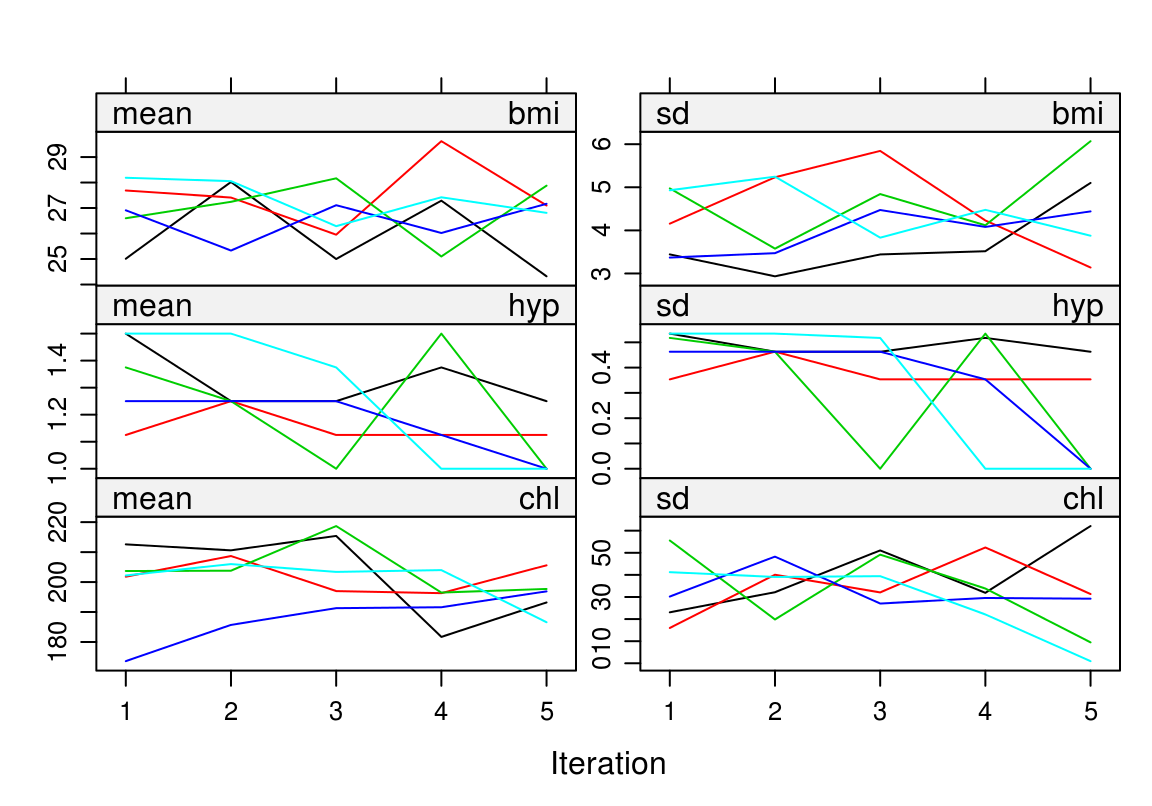 mean bmi sd bmi
29 27 25
6 5 4 3
mean hyp sd hyp
1.4 1.2 1.0
0.4 0.2 0.0
mean chl sd chl
220 200 180
50 30 10 0
1 2 3 4 5 1 2 3 4 5
Iteration